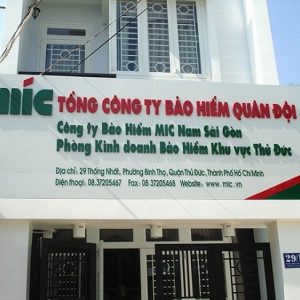 mic TỔNG CÔNG TY BẢO HIỂM QUÂN ĐỘI
Công ty Bảo Hiểm MIC Nam Sài Gòn
Phòng Kinh doanh Bảo Hiểm Khu vực Thủ Đức
Địa chỉ: 29 Thống Nhất, Phường Bình Thọ, Quận Thủ Đức, Thành Phố Hồ Chí Minh
Điện thoại: 08.37205467 Fax: 08 37205468 Website: www.mic.vn
29